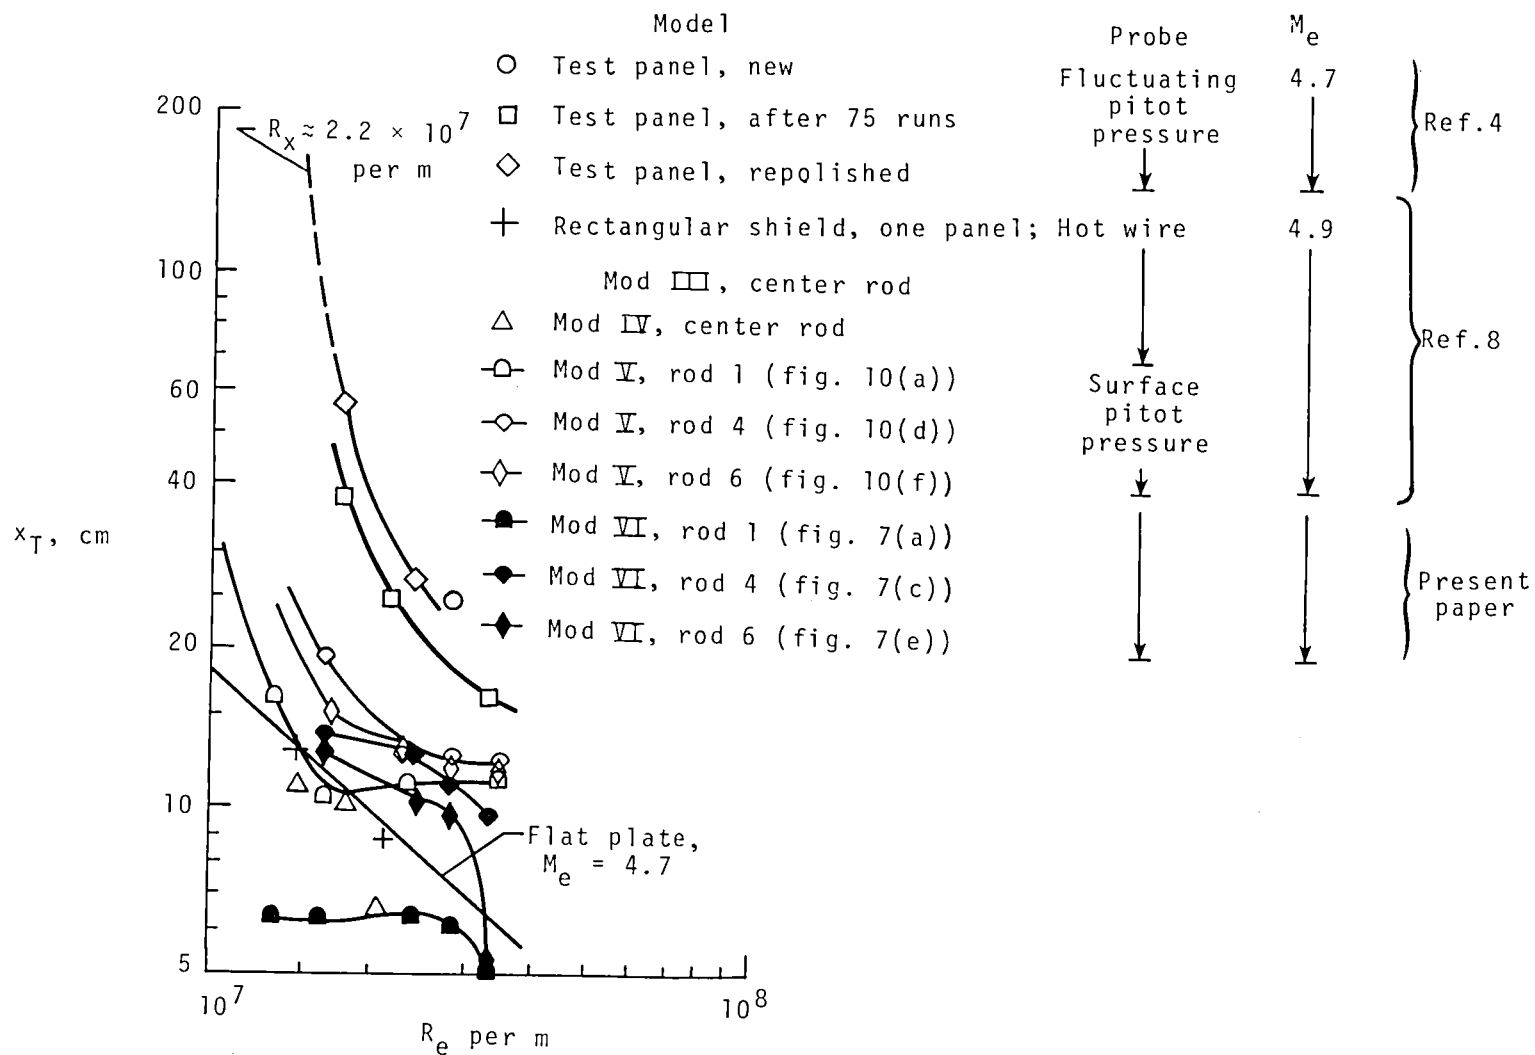 Model
Probe
M_e
Test panel, new
Fluctuating pitot pressure
4.7
Test panel, after 75 runs
Ref.4
Test panel, repolished
Rectangular shield, one panel; Hot wire
4.9
Mod III, center rod
Mod IV, center rod
Ref.8
Mod V, rod 1 (fig. 10(a))
Surface pitot pressure
Mod V, rod 4 (fig. 10(d))
Mod V, rod 6 (fig. 10(f))
Mod VI, rod 1 (fig. 7(a))
Mod VI, rod 4 (fig. 7(c))
Present paper
Mod VI, rod 6 (fig. 7(e))
R_x ≈ 2.2 × 10^7
per m
200
100
60
40
20
10
5
x_T, cm
Flat plate,
M_e = 4.7
10^7
10^8
R_e per m